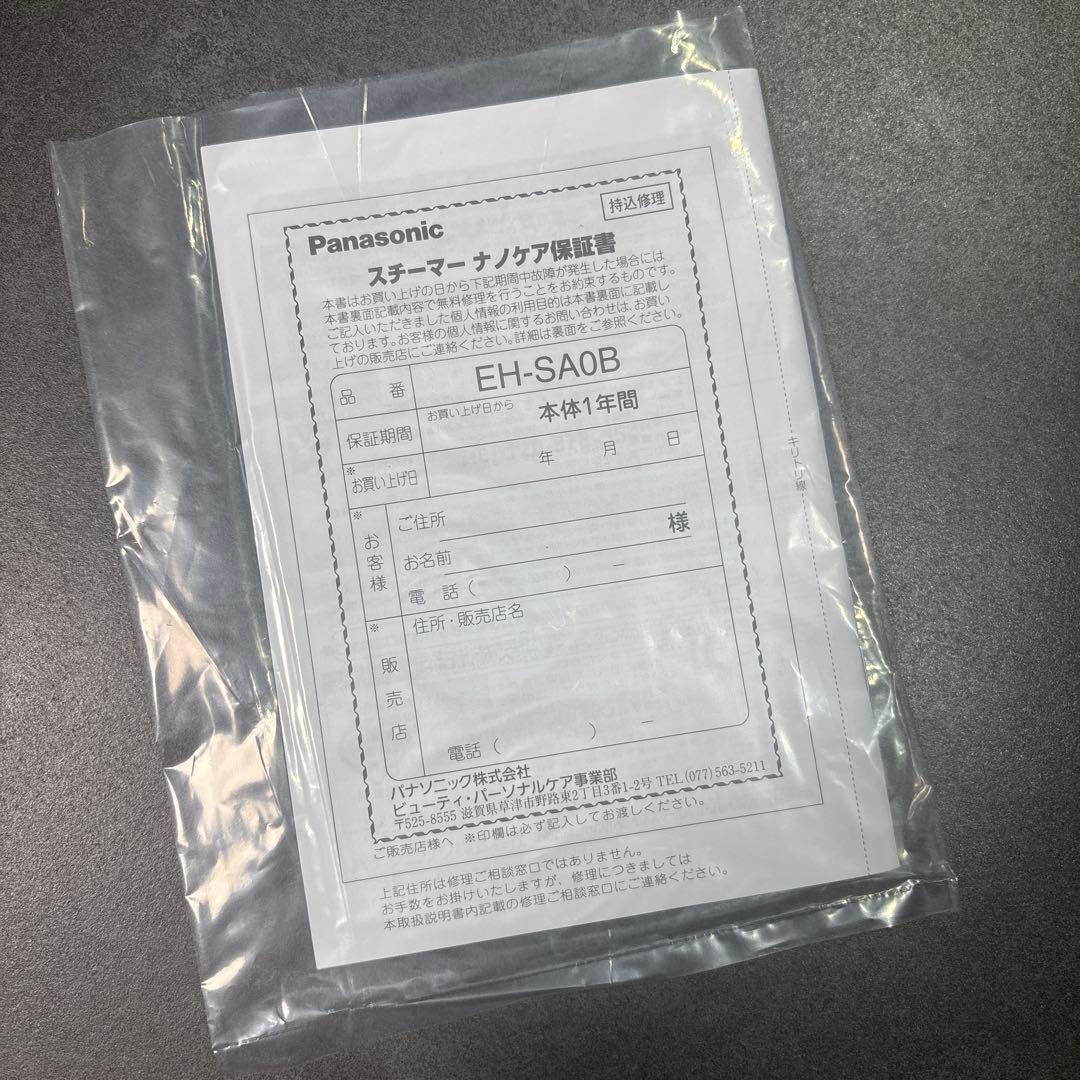 持込修理
Panasonic
スチーマー ナノケア保証書
本書はお買い上げの日から下記期間中故障が発生した場合には
本書裏面記載内容で無料修理を行うことをお約束するものです。
ご記入いただきました個人情報の利用目的は本書裏面に記載し
ております。お客様の個人情報に関するお問い合わせは、お買い
上げの販売店にご連絡ください。詳細は裏面をご参照ください。
品 番 EH-SA0B
保証期間 お買い上げ日から 本体1年間
※お買い上げ日 年 月 日
※お客様
ご住所
お名前 様
電 話 ( ) －
※販売店
住所・販売店名
電話 ( ) －
パナソニック株式会社
ビューティ・パーソナルケア事業部
〒525-8555 滋賀県草津市野路東2丁目3番1-2号 TEL (077) 563-5211
ご販売店様へ ※印欄は必ず記入してお渡しください。
上記住所は修理ご相談窓口ではありません。
お手数をお掛けいたしますが、修理につきましては
本取扱説明書内記載の修理ご相談窓口にご連絡ください。
キリトリ線